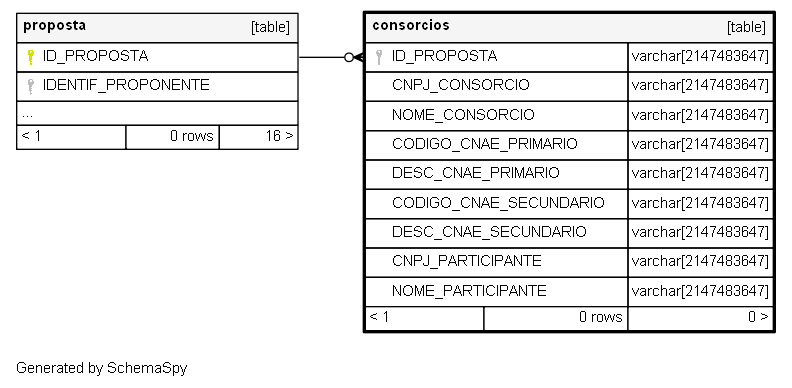 proposta [table]
ID_PROPOSTA
IDENTIF_PROPONENTE
...
< 1 0 rows 16 >
consorcios [table]
ID_PROPOSTA varchar[2147483647]
CNPJ_CONSORCIO varchar[2147483647]
NOME_CONSORCIO varchar[2147483647]
CODIGO_CNAE_PRIMARIO varchar[2147483647]
DESC_CNAE_PRIMARIO varchar[2147483647]
CODIGO_CNAE_SECUNDARIO varchar[2147483647]
DESC_CNAE_SECUNDARIO varchar[2147483647]
CNPJ_PARTICIPANTE varchar[2147483647]
NOME_PARTICIPANTE varchar[2147483647]
< 1 0 rows 0 >
Generated by SchemaSpy